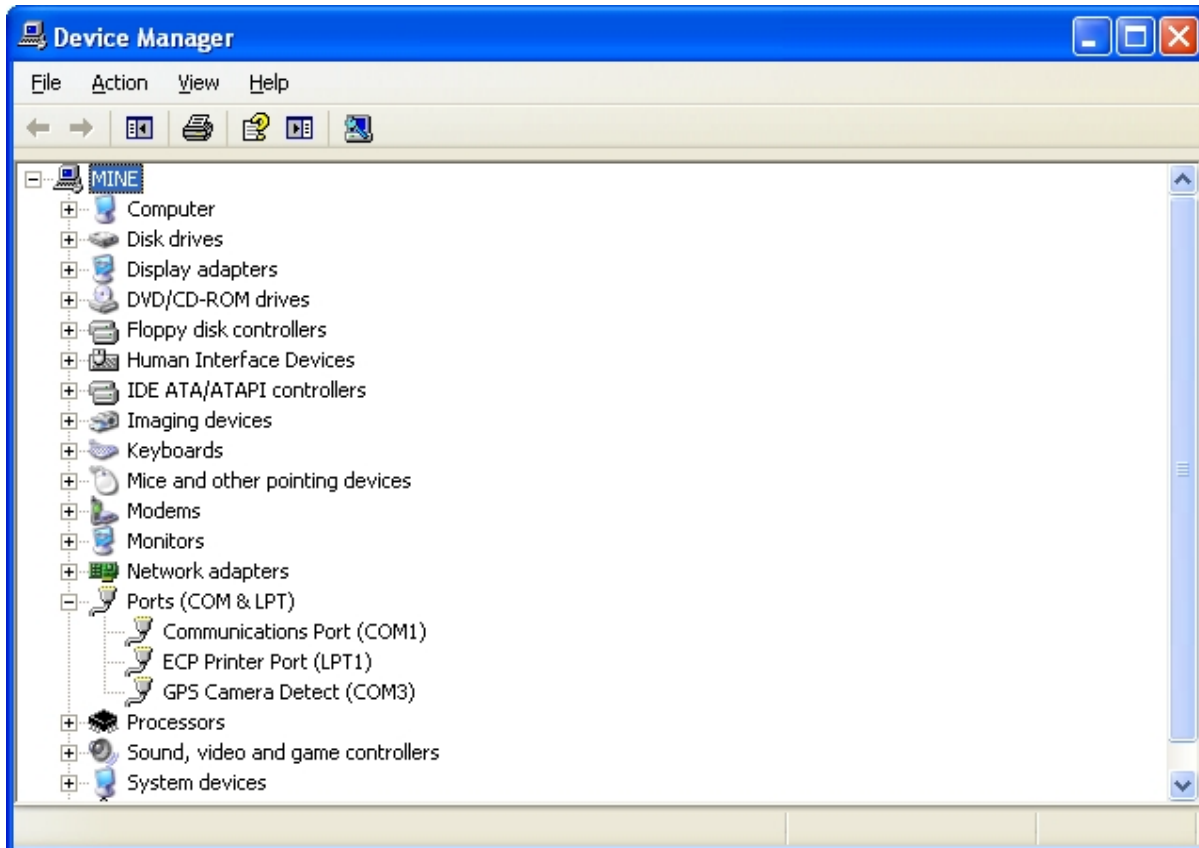 Device Manager
File Action View Help
MINE
Computer
Disk drives
Display adapters
DVD/CD-ROM drives
Floppy disk controllers
Human Interface Devices
IDE ATA/ATAPI controllers
Imaging devices
Keyboards
Mice and other pointing devices
Modems
Monitors
Network adapters
Ports (COM & LPT)
Communications Port (COM1)
ECP Printer Port (LPT1)
GPS Camera Detect (COM3)
Processors
Sound, video and game controllers
System devices